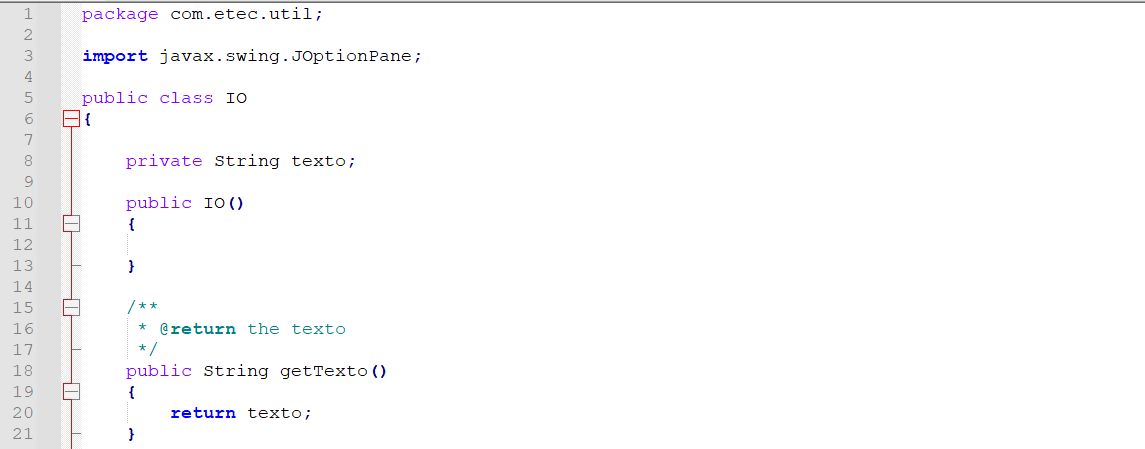 1 package com.etec.util;
2
3 import javax.swing.JOptionPane;
4
5 public class IO
6 {
7
8 private String texto;
9
10 public IO()
11 {
12
13 }
14
15 /**
16 * @return the texto
17 */
18 public String getTexto()
19 {
20 return texto;
21 }